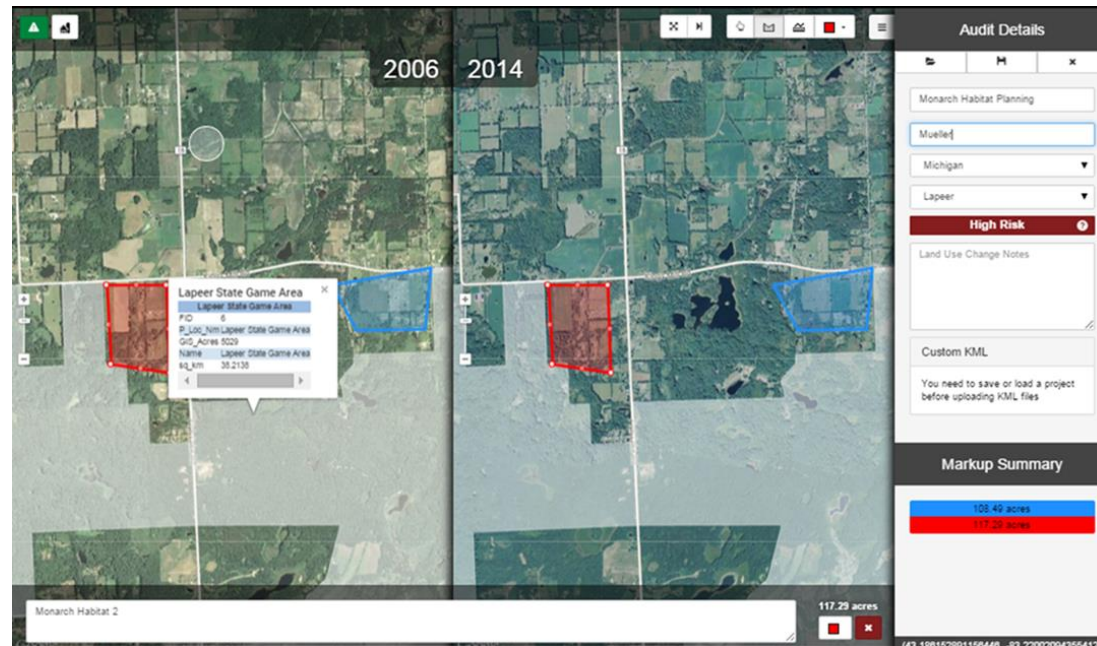 2006 2014
15
15
Lapeer State Game Area
Lapeer State Game Area
FID 6
P_Loc_Nm Lapeer State Game Area
GIS_Acres 5029
Name Lapeer State Game Area
sq_km 38.2138
Monarch Habitat 2
117.29 acres
Audit Details
Monarch Habitat Planning
Mueller
Michigan
Lapeer
High Risk
Land Use Change Notes
Custom KML
You need to save or load a project
before uploading KML files
Markup Summary
108.49 acres
117.29 acres